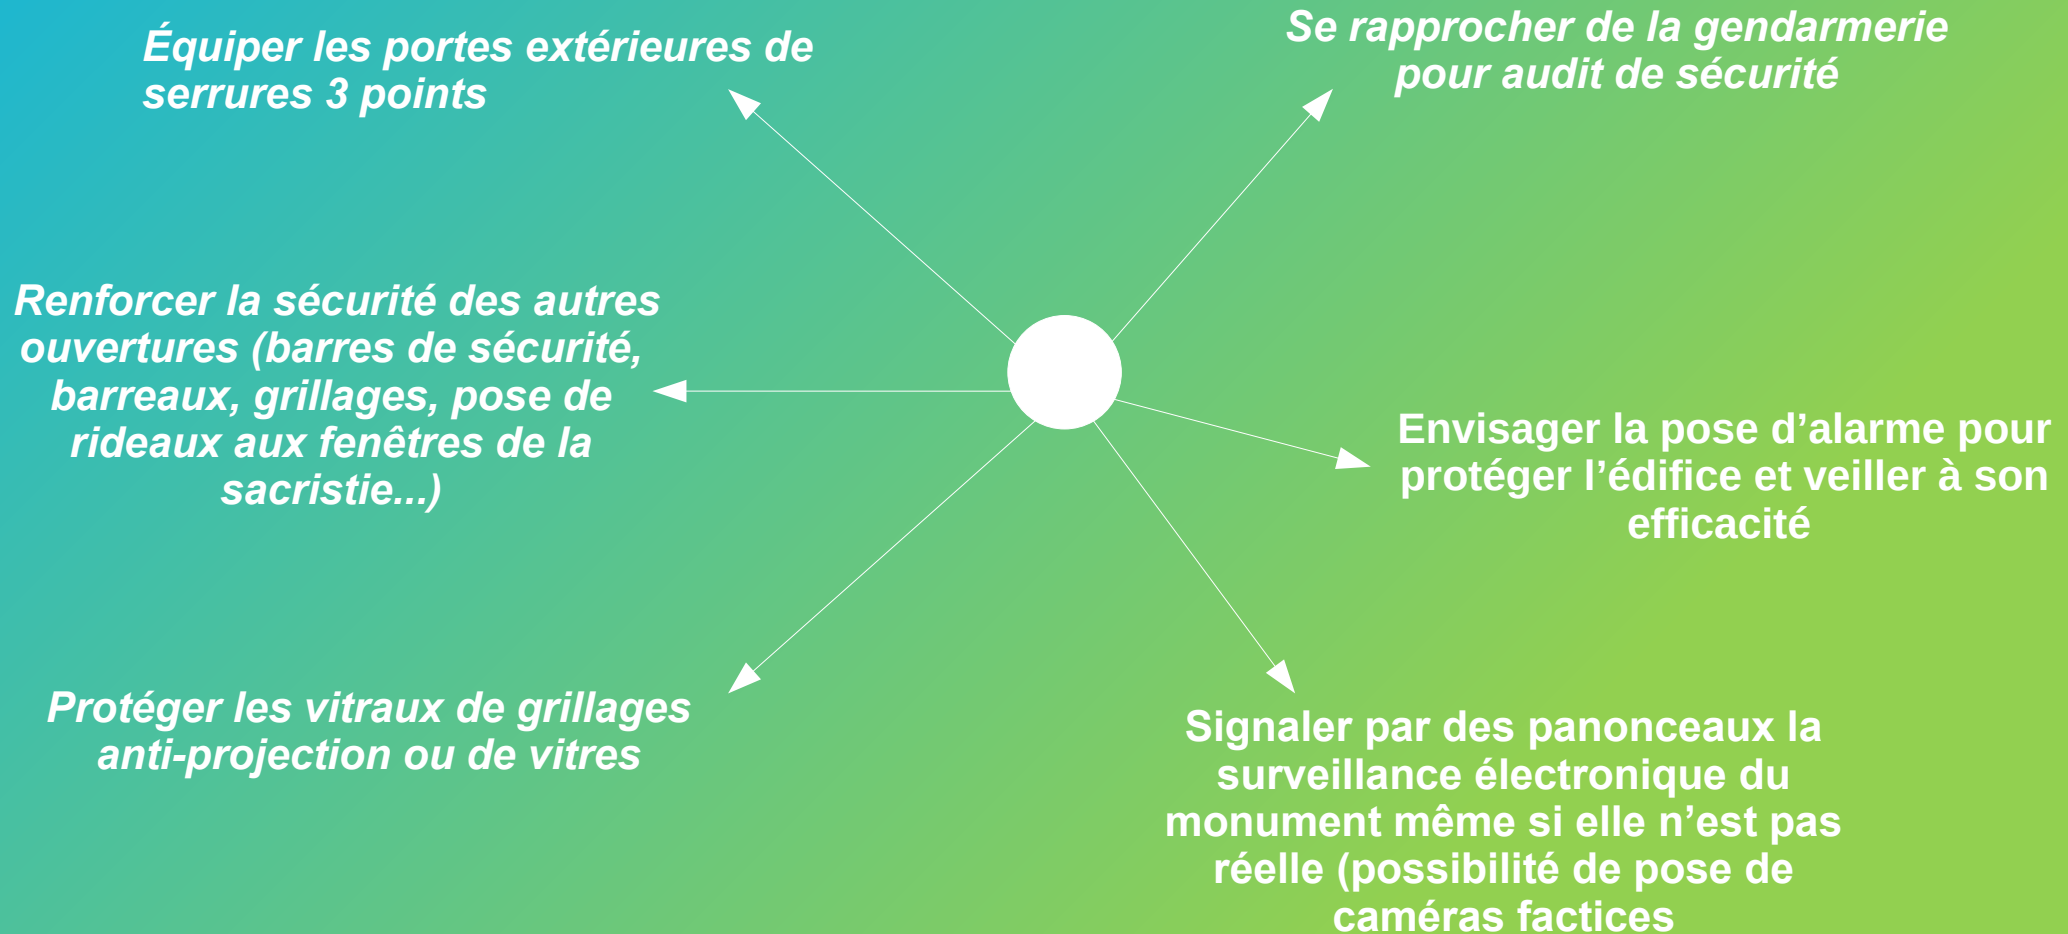 Équiper les portes extérieures de
serrures 3 points
Se rapprocher de la gendarmerie
pour audit de sécurité
Renforcer la sécurité des autres
ouvertures (barres de sécurité,
barreaux, grillages, pose de
rideaux aux fenêtres de la
sacristie...)
Envisager la pose d’alarme pour
protéger l’édifice et veiller à son
efficacité
Protéger les vitraux de grillages
anti-projection ou de vitres
Signaler par des panonceaux la
surveillance électronique du
monument même si elle n’est pas
réelle (possibilité de pose de
caméras factices